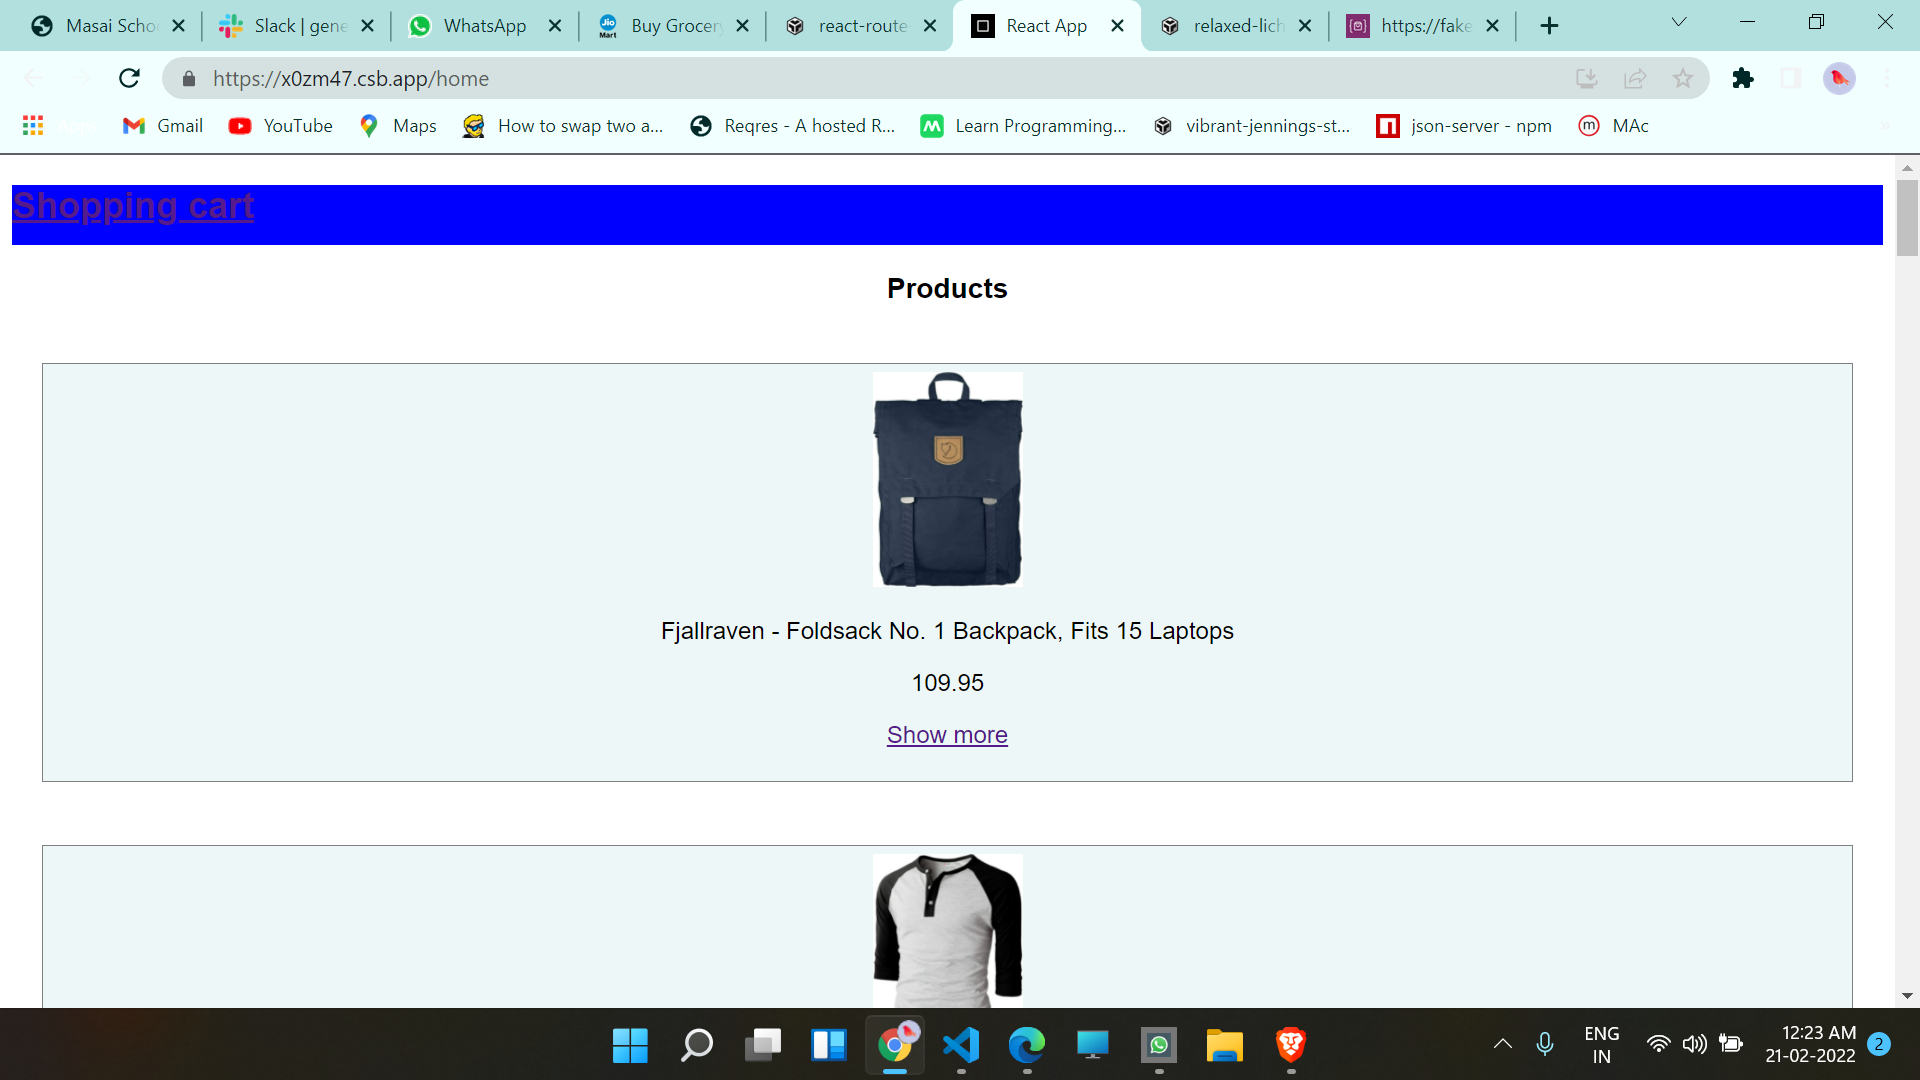 Masai Scho
Slack | gene
WhatsApp
Buy Grocery
react-route
React App
relaxed-lich
https://fake
https://x0zm47.csb.app/home
Gmail
YouTube
Maps
How to swap two a...
Reqres - A hosted R...
Learn Programming...
vibrant-jennings-st...
json-server - npm
MAc
Shopping cart
Products
Fjallraven - Foldsack No. 1 Backpack, Fits 15 Laptops
109.95
Show more
ENG
IN
12:23 AM
21-02-2022
2